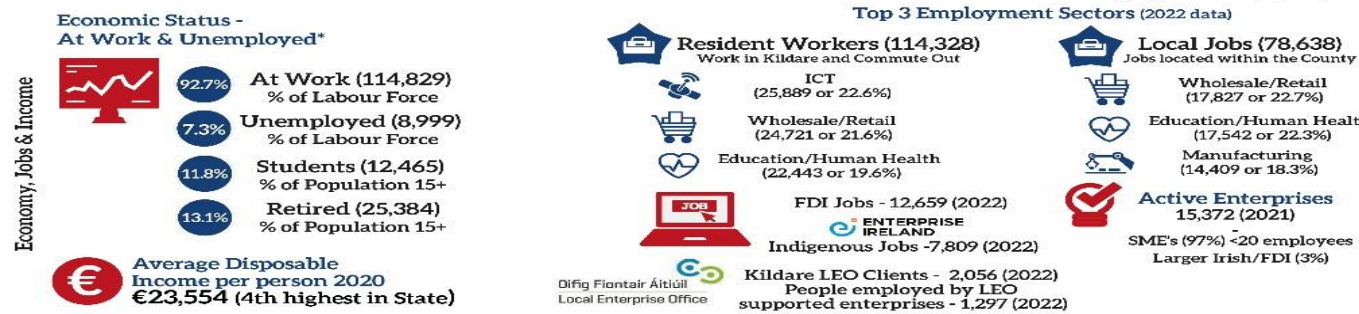 Economy, Jobs & Income
Economic Status -
At Work & Unemployed*
92.7%
At Work (114,829)
% of Labour Force
7.3%
Unemployed (8,999)
% of Labour Force
11.8%
Students (12,465)
% of Population 15+
13.1%
Retired (25,384)
% of Population 15+
€
Average Disposable
Income per person 2020
€23,554 (4th highest in State)
Top 3 Employment Sectors (2022 data)
Resident Workers (114,328)
Work in Kildare and Commute Out
ICT
(25,889 or 22.6%)
Wholesale/Retail
(24,721 or 21.6%)
Education/Human Health
(22,443 or 19.6%)
Local Jobs (78,638)
Jobs located within the County
Wholesale/Retail
(17,827 or 22.7%)
Education/Human Healt
(17,542 or 22.3%)
Manufacturing
(14,409 or 18.3%)
JOB
FDI Jobs - 12,659 (2022)
ENTERPRISE
IRELAND
Indigenous Jobs -7,809 (2022)
Oifig Fiontair Áitiúil
Local Enterprise Office
Kildare LEO Clients - 2,056 (2022)
People employed by LEO
supported enterprises - 1,297 (2022)
Active Enterprises
15,372 (2021)
-
SME's (97%) <20 employees
Larger Irish/FDI (3%)